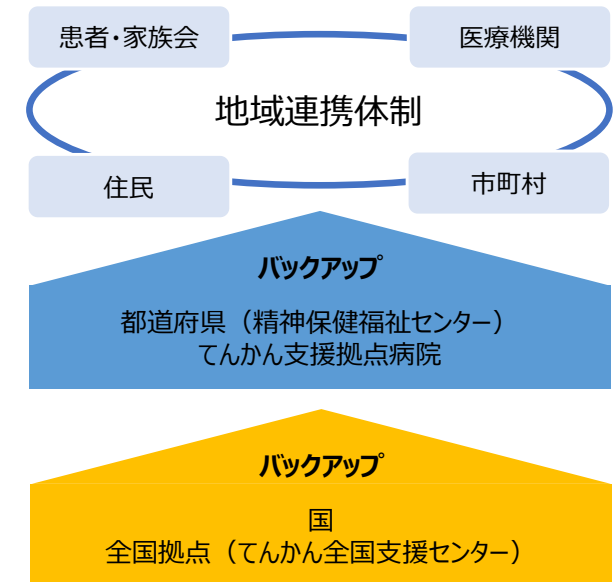 患者・家族会
医療機関
地域連携体制
住民
市町村
バックアップ
都道府県（精神保健福祉センター）
てんかん支援拠点病院
バックアップ
国
全国拠点（てんかん全国支援センター）